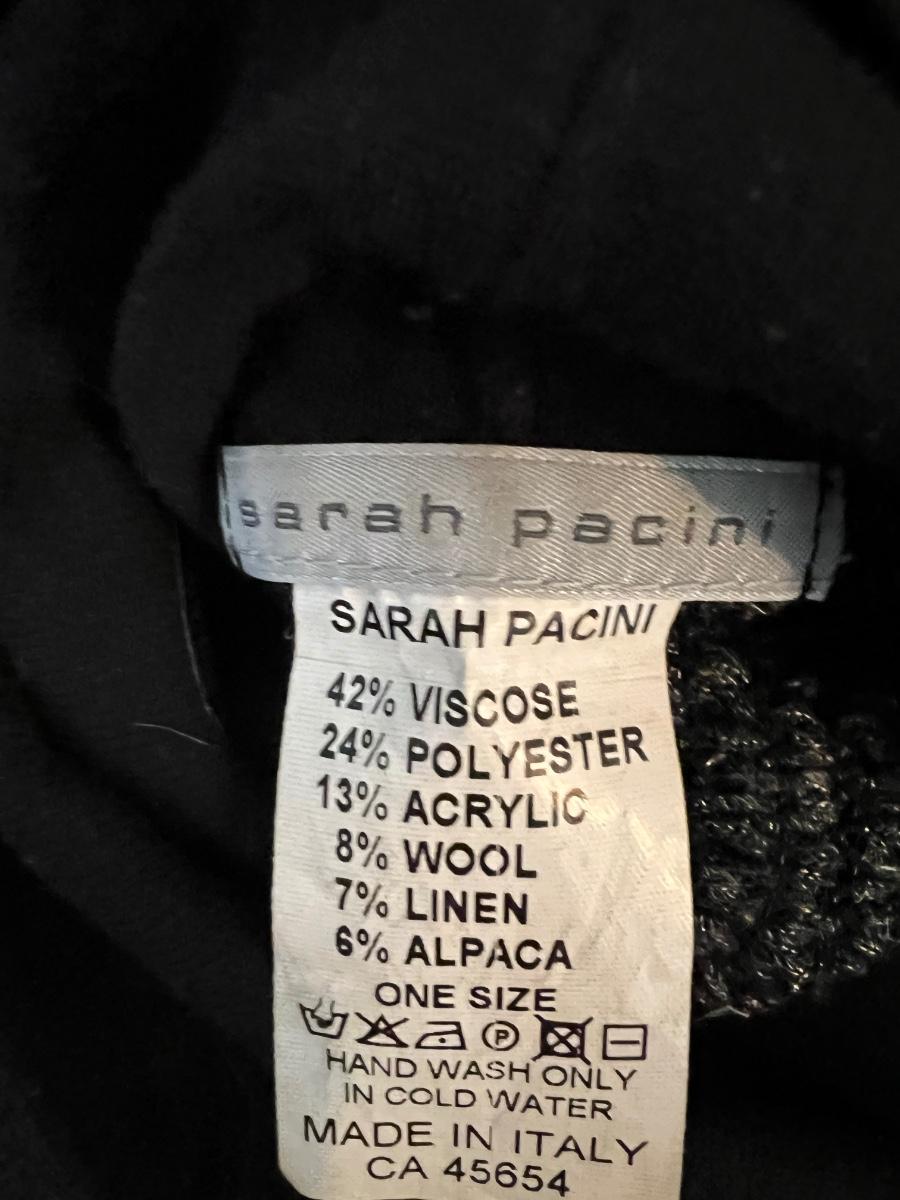 sarah pacini
SARAH PACINI
42% VISCOSE
24% POLYESTER
13% ACRYLIC
8% WOOL
7% LINEN
6% ALPACA
ONE SIZE
P
HAND WASH ONLY
IN COLD WATER
MADE IN ITALY
CA 45654